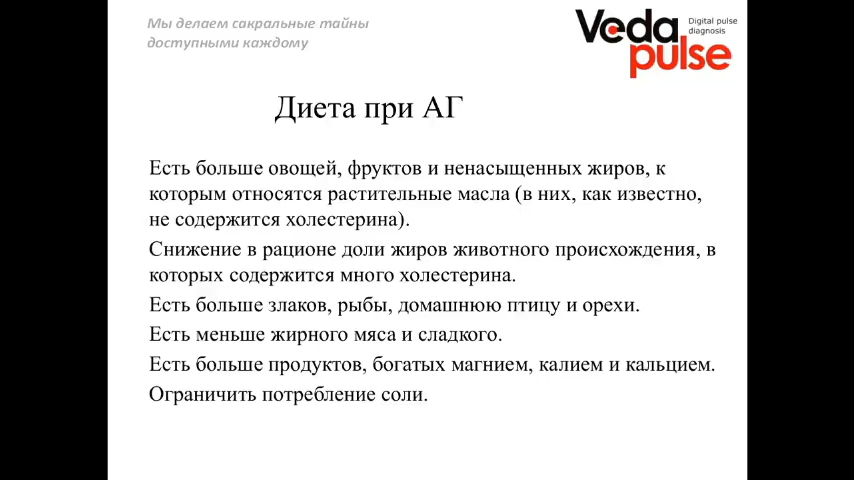 Мы делаем сакральные тайны
доступными каждому
Veda
pulse
Digital pulse
diagnosis
Диета при АГ
Есть больше овощей, фруктов и ненасыщенных жиров, к
которым относятся растительные масла (в них, как известно,
не содержится холестерина).
Снижение в рационе доли жиров животного происхождения, в
которых содержится много холестерина.
Есть больше злаков, рыбы, домашнюю птицу и орехи.
Есть меньше жирного мяса и сладкого.
Есть больше продуктов, богатых магнием, калием и кальцием.
Ограничить потребление соли.